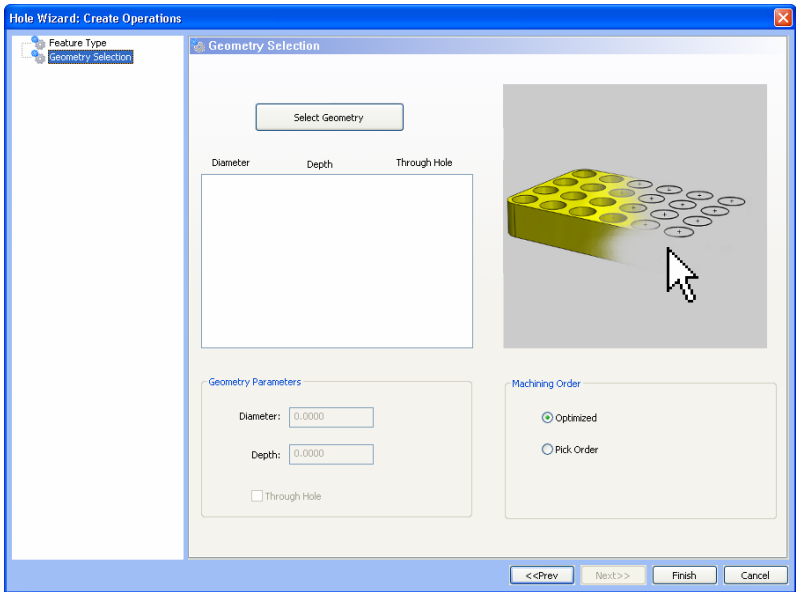 Hole Wizard: Create Operations
Feature Type
Geometry Selection
Geometry Selection
Select Geometry
Diameter Depth Through Hole
Geometry Parameters
Diameter: 0.0000
Depth: 0.0000
Through Hole
Machining Order
Optimized
Pick Order
<<Prev Next>> Finish Cancel